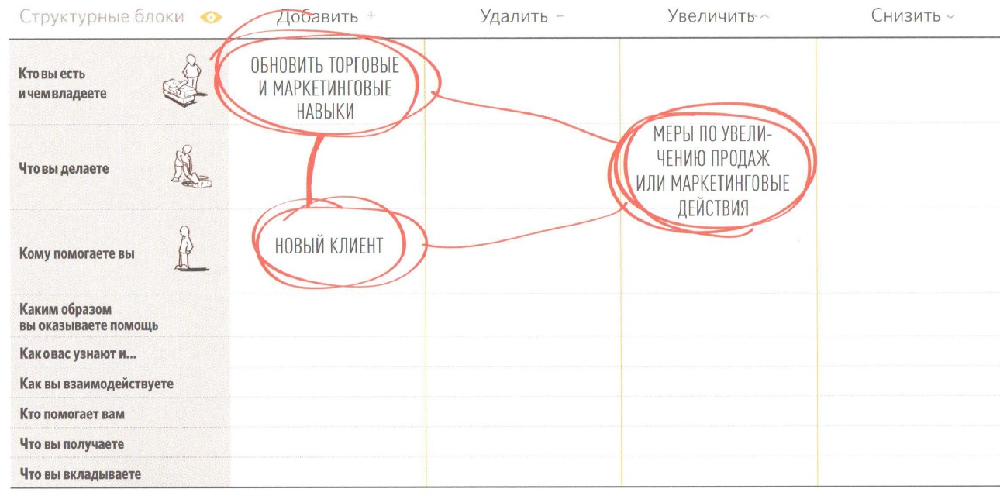 Структурные блоки Добавить + Удалить – Увеличить Снизить
Кто вы есть
и чем владеете
ОБНОВИТЬ ТОРГОВЫЕ
И МАРКЕТИНГОВЫЕ
НАВЫКИ
Что вы делаете
МЕРЫ ПО УВЕЛИ-
ЧЕНИЮ ПРОДАЖ
ИЛИ МАРКЕТИНГОВЫЕ
ДЕЙСТВИЯ
Кому помогаете вы
НОВЫЙ КЛИЕНТ
Каким образом
вы оказываете помощь
Как о вас узнают и...
Как вы взаимодействуете
Кто помогает вам
Что вы получаете
Что вы вкладываете